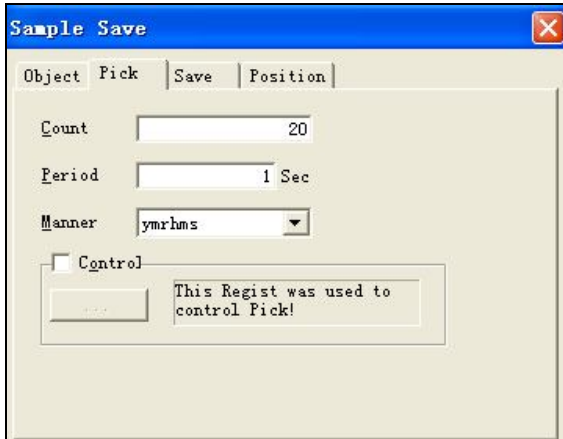 Sample Save
Object Pick Save Position
Count 20
Period 1 Sec
Manner ymrhms
Control
... This Regist was used to
control Pick!